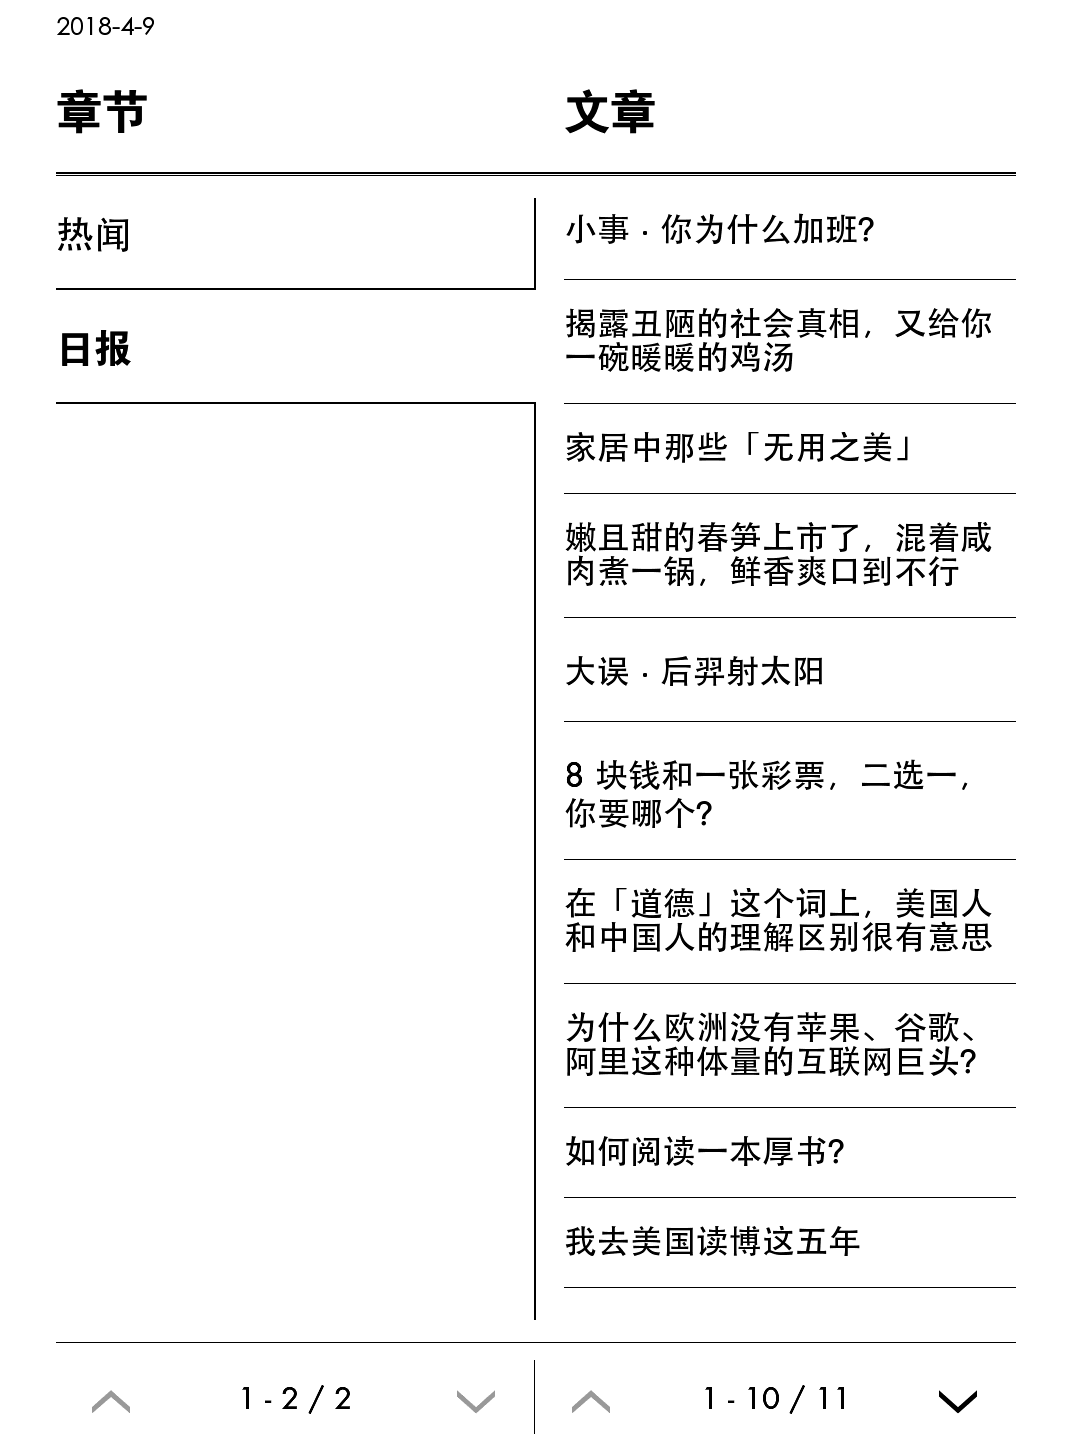 2018-4-9
章节
文章
热闻
日报
小事 · 你为什么加班?
揭露丑陋的社会真相，又给你
一碗暖暖的鸡汤
家居中那些「无用之美」
嫩且甜的春笋上市了，混着咸
肉煮一锅，鲜香爽口到不行
大误 · 后羿射太阳
8 块钱和一张彩票，二选一，
你要哪个?
在「道德」这个词上，美国人
和中国人的理解区别很有意思
为什么欧洲没有苹果、谷歌、
阿里这种体量的互联网巨头?
如何阅读一本厚书?
我去美国读博这五年
1 - 2 / 2
1 - 10 / 11